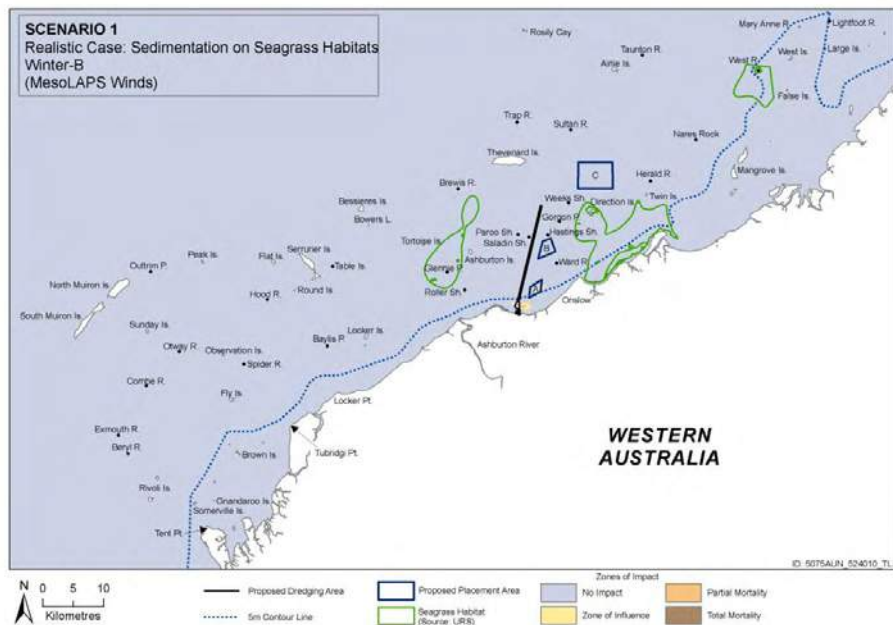 SCENARIO 1
Realistic Case: Sedimentation on Seagrass Habitats
Winter-B
(MesoLAPS Winds)
Rosily Cay
Mary Anne R.
Lightfoot R.
Taunton R.
Airlie Is.
West R.
West Is.
Large Is.
False Is.
Trap R.
Sultan R.
Nares Rock
Thevenard Is.
Mangrove Is.
C
Herald R.
Brewis R.
Twin Is.
Weeks Sh.
Direction Is.
Bessieres Is.
Bowers L.
Gorgon P.
Paroo Sh.
Hastings Sh.
Saladin Sh.
Tortoise Is.
B
Ashburton Is.
Ward R.
Peak Is.
Flat Is.
Serrurier Is.
Table Is.
Outtrim P.
Glennie P.
North Muiron Is.
Round Is.
Roller Sh.
A
Hood R.
Onslow
South Muiron Is.
Sunday Is.
Locker Is.
Otway R.
Observation Is.
Baylis P.
Ashburton River
Spider R.
Combe R.
Fly Is.
Locker Pt.
Exmouth R.
Beryl R.
Tubridgi Pt.
Brown Is.
WESTERN
AUSTRALIA
Rivoli Is.
Gnandaroo Is.
Somerville Is.
Tent Pt.
ID: 5075AUN_524010_TL
N
0 5 10
Kilometres
Proposed Dredging Area
5m Contour Line
Proposed Placement Area
Seagrass Habitat
(Source: URS)
Zones of Impact
No Impact
Zone of Influence
Partial Mortality
Total Mortality